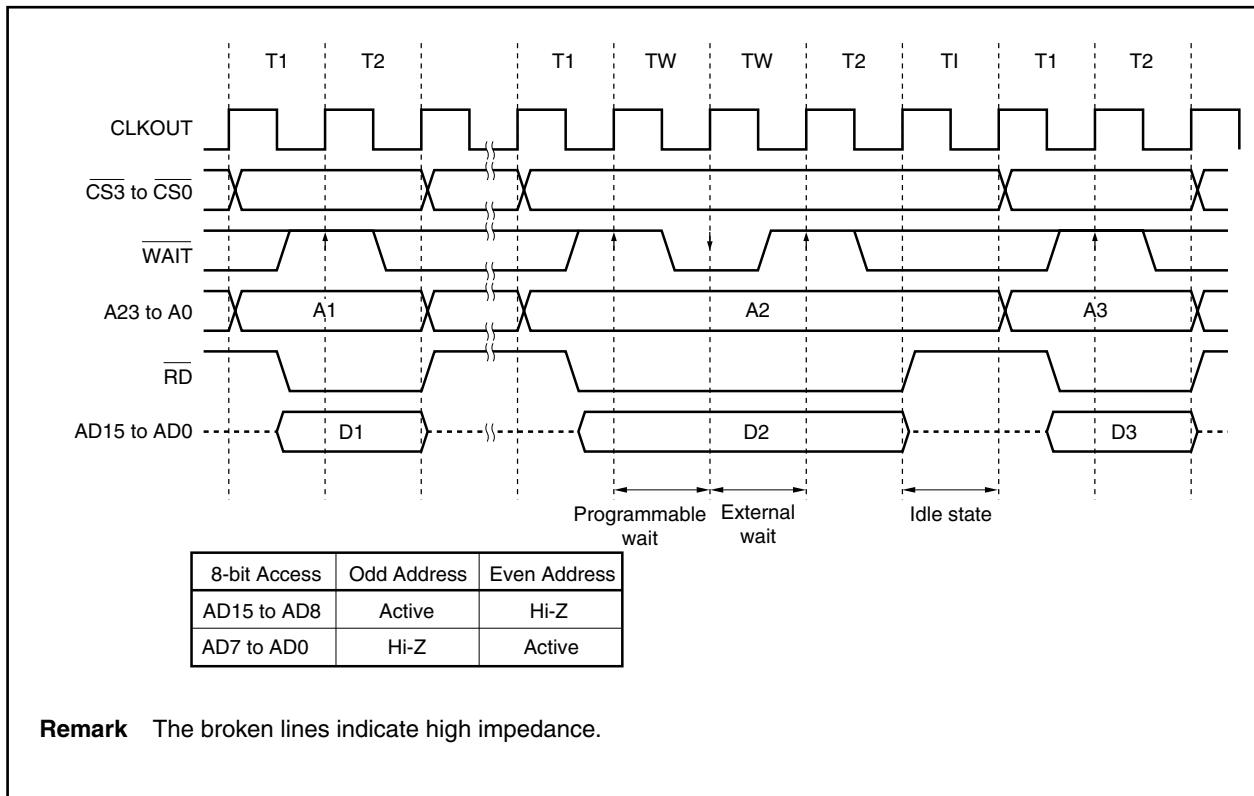 T1 T2 T1 TW TW T2 TI T1 T2
CLKOUT
CS3 to CS0
WAIT
A23 to A0 A1 A2 A3
RD
AD15 to AD0 D1 D2 D3
Programmable wait
External wait
Idle state
8-bit Access Odd Address Even Address
AD15 to AD8 Active Hi-Z
AD7 to AD0 Hi-Z Active
Remark The broken lines indicate high impedance.